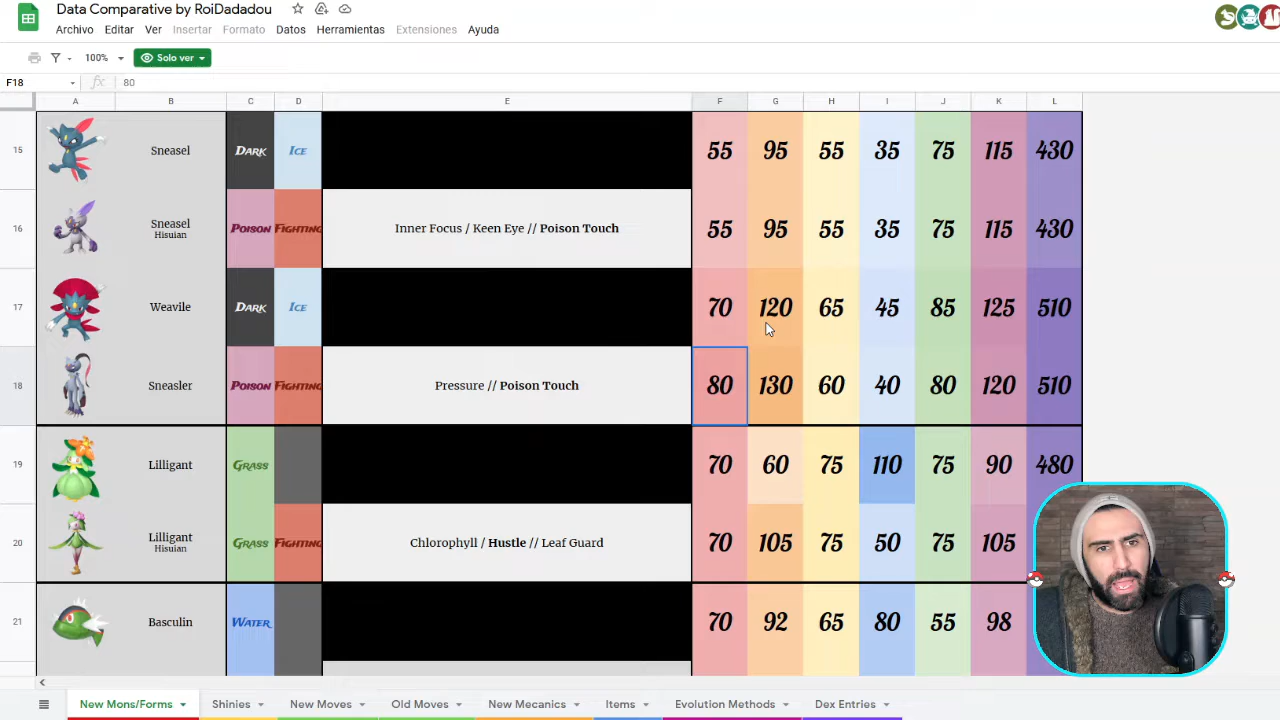 Data Comparative by RoiDadadou
Archivo Editar Ver Insertar Formato Datos Herramientas Extensiones Ayuda
100% Solo ver
F18 fx 80
A B C D E F G H I J K L
15 Sneasel DARK ICE 55 95 55 35 75 115 430
16 Sneasel Hisuian POISON FIGHTING Inner Focus / Keen Eye // Poison Touch 55 95 55 35 75 115 430
17 Weavile DARK ICE 70 120 65 45 85 125 510
18 Sneasler POISON FIGHTING Pressure // Poison Touch 80 130 60 40 80 120 510
19 Lilligant GRASS 70 60 75 110 75 90 480
20 Lilligant Hisuian GRASS FIGHTING Chlorophyll / Hustle // Leaf Guard 70 105 75 50 75 105
21 Basculin WATER 70 92 65 80 55 98
New Mons/Forms Shinies New Moves Old Moves New Mechanics Items Evolution Methods Dex Entries